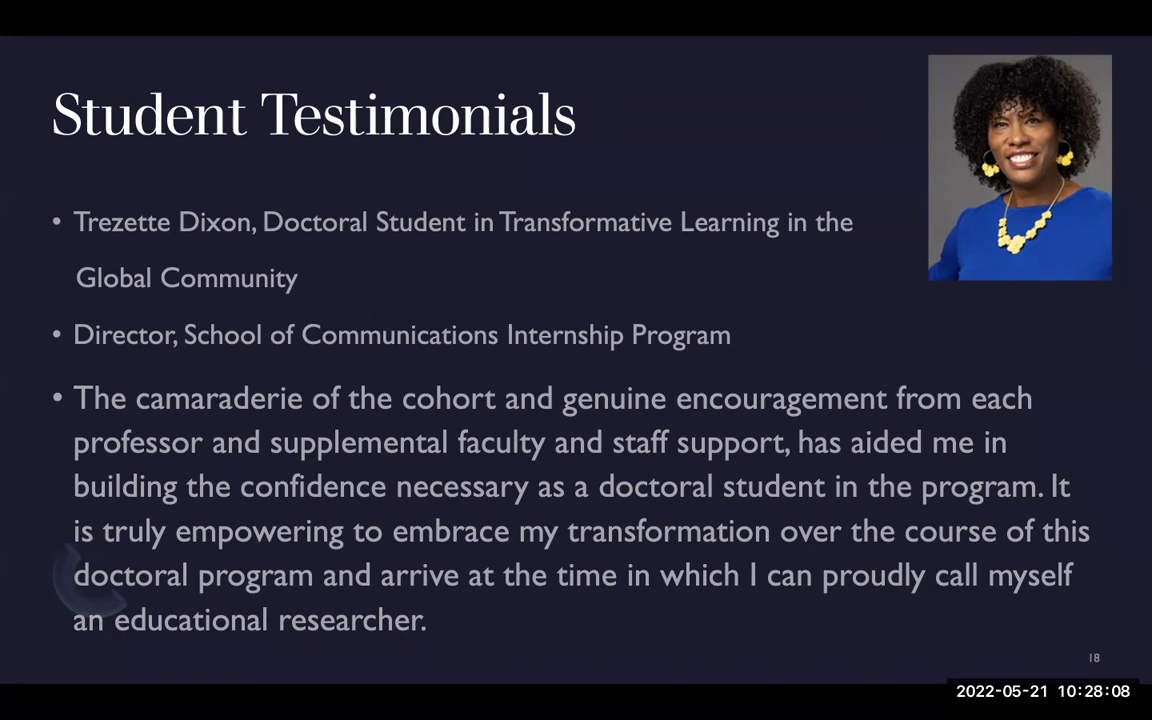 Student Testimonials
• Trezette Dixon, Doctoral Student in Transformative Learning in the
Global Community
• Director, School of Communications Internship Program
• The camaraderie of the cohort and genuine encouragement from each
professor and supplemental faculty and staff support, has aided me in
building the confidence necessary as a doctoral student in the program. It
is truly empowering to embrace my transformation over the course of this
doctoral program and arrive at the time in which I can proudly call myself
an educational researcher.
18
2022-05-21 10:28:08